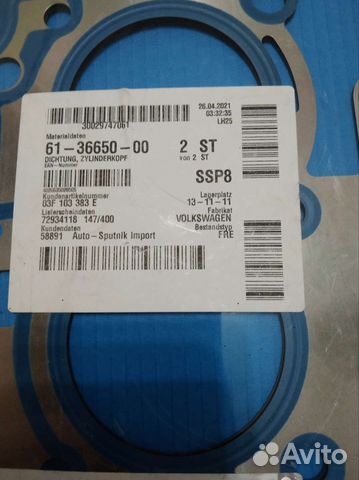 30029747061
26.04.2021
03:32:35
LH25
Materialdaten
61-36650-00
2 ST
DICHTUNG, ZYLINDERKOPF
von 2 ST
EAN-Nummer
SSP8
Kundenartikelnummer
Lagerplatz
03F 103 383 E
13-11-11
Lieferscheindaten
Fabrikat
72934118 147/400
VOLKSWAGEN
Kundendaten
Bestandstyp
58891 Auto-Sputnik Import
FRE
Avito